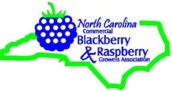 North Carolina
Commercial
Blackberry
& Raspberry
Growers Association